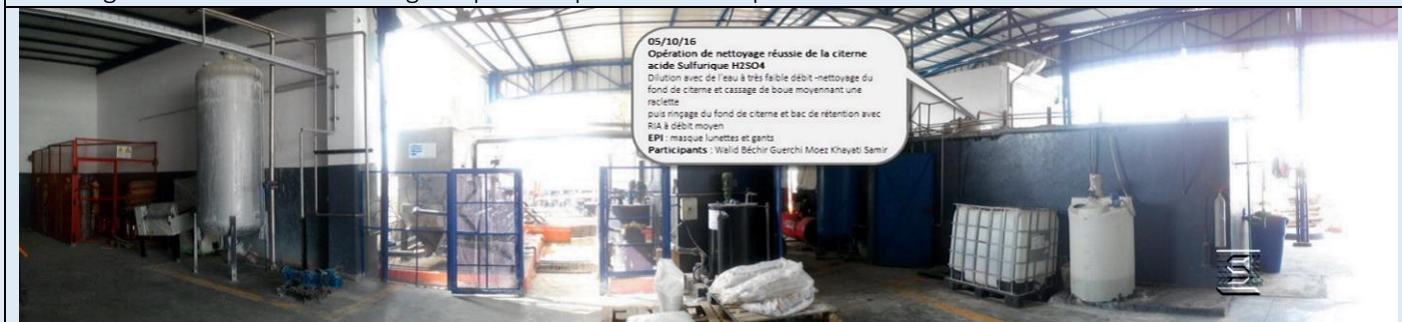 05/10/16
Opération de nettoyage réussie de la citerne
acide Sulfurique H2SO4
Dilution avec de l'eau à très faible débit -nettoyage du
fond de citerne et cassage de boue moyennant une
raclette
puis rinçage du fond de citerne et bac de rétention avec
RIA à débit moyen
EPI : masque lunettes et gants
Participants : Walid Béchir Guerchi Moez Khayati Samir